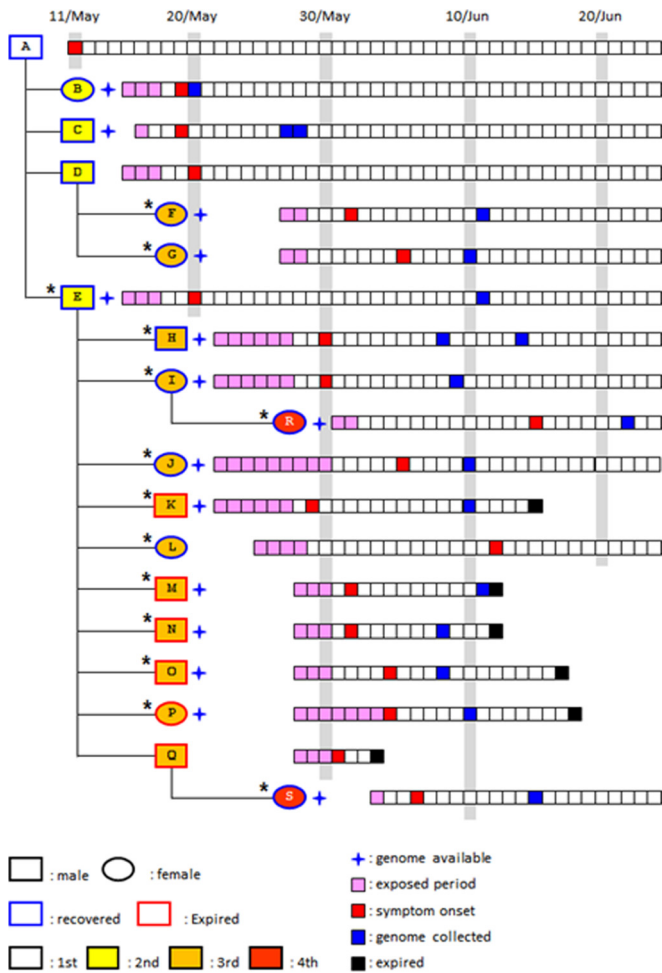 11/May 20/May 30/May 10/Jun 20/Jun
A
B
C
D
* F
* G
* E
* H
* I
* R
* J
* K
* L
* M
* N
* O
* P
Q
* S
: male : female
: recovered : Expired
: 1st : 2nd : 3rd : 4th
: genome available
: exposed period
: symptom onset
: genome collected
: expired